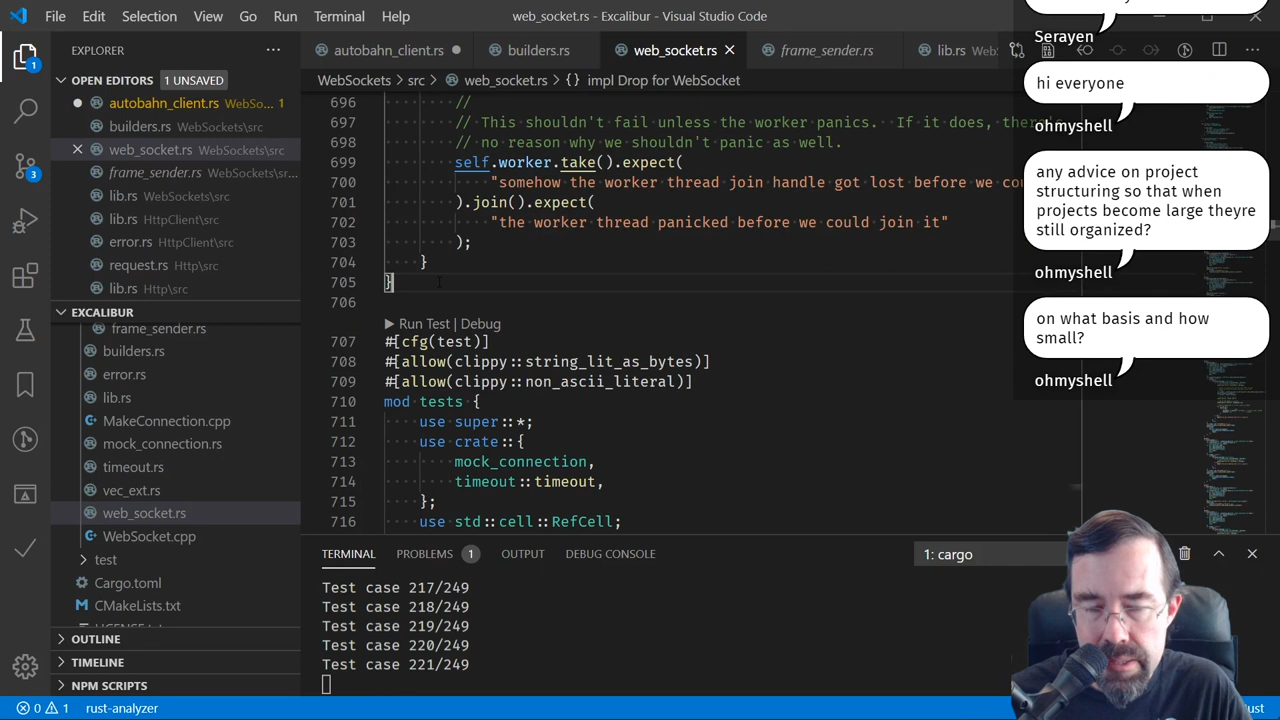 File Edit Selection View Go Run Terminal Help
web_socket.rs - Excalibur - Visual Studio Code
EXPLORER
OPEN EDITORS 1 UNSAVED
autobahn_client.rs WebSo... 1
builders.rs WebSockets\src
web_socket.rs WebSockets\src
frame_sender.rs WebSockets\sr...
lib.rs WebSockets\src
lib.rs HttpClient\src
error.rs HttpClient\src
request.rs Http\src
lib.rs Http\src
EXCALIBUR
frame_sender.rs
builders.rs
error.rs
lib.rs
MakeConnection.cpp
mock_connection.rs
timeout.rs
vec_ext.rs
web_socket.rs
WebSocket.cpp
test
Cargo.toml
CMakeLists.txt
OUTLINE
TIMELINE
NPM SCRIPTS
1
3
autobahn_client.rs builders.rs web_socket.rs frame_sender.rs lib.rs
WebSockets > src > web_socket.rs > {} impl Drop for WebSocket
696 //
697 // This shouldn't fail unless the worker panics. If it does, there's
698 // no reason why we shouldn't panic as well.
699 self.worker.take().expect(
700 "somehow the worker thread join handle got lost before we cou
701 ).join().expect(
702 "the worker thread panicked before we could join it"
703 );
704 }
705 }
706
Run Test | Debug
707 #[cfg(test)]
708 #[allow(clippy::string_lit_as_bytes)]
709 #[allow(clippy::non_ascii_literal)]
710 mod tests {
711 use super::*;
712 use crate::{
713 mock_connection,
714 timeout::timeout,
715 };
716 use std::cell::RefCell;
TERMINAL PROBLEMS 1 OUTPUT DEBUG CONSOLE
1: cargo
Test case 217/249
Test case 218/249
Test case 219/249
Test case 220/249
Test case 221/249
Serayen
hi everyone
ohmyshell
any advice on project
structuring so that when
projects become large theyre
still organized?
ohmyshell
on what basis and how
small?
ohmyshell
0 1 rust-analyzer